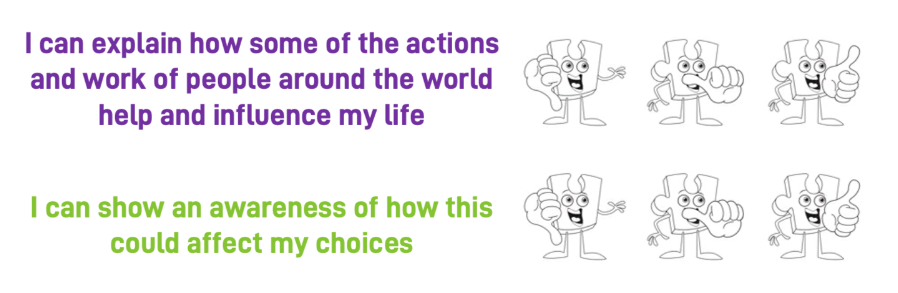 I can explain how some of the actions
and work of people around the world
help and influence my life
I can show an awareness of how this
could affect my choices